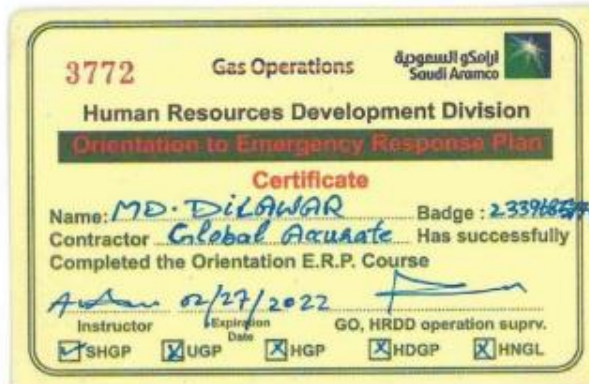 3772 Gas Operations أرامكو السعودية
Saudi Aramco
Human Resources Development Division
Orientation to Emergency Response Plan
Certificate
Name: MD. DILAWAR Badge :
Contractor Global Acurate Has successfully
Completed the Orientation E.R.P. Course
02/27/2022
Instructor Expiration Date GO, HRDD operation suprv.
SHGP UGP HGP HDGP HNGL